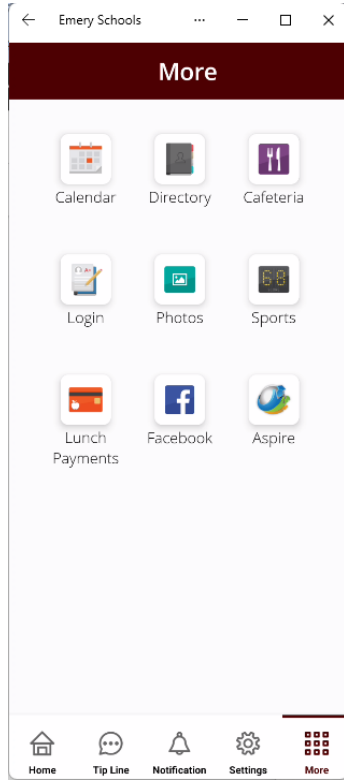 Emery Schools
More
Calendar Directory Cafeteria
Login Photos Sports
Lunch Payments Facebook Aspire
Home Tip Line Notification Settings More